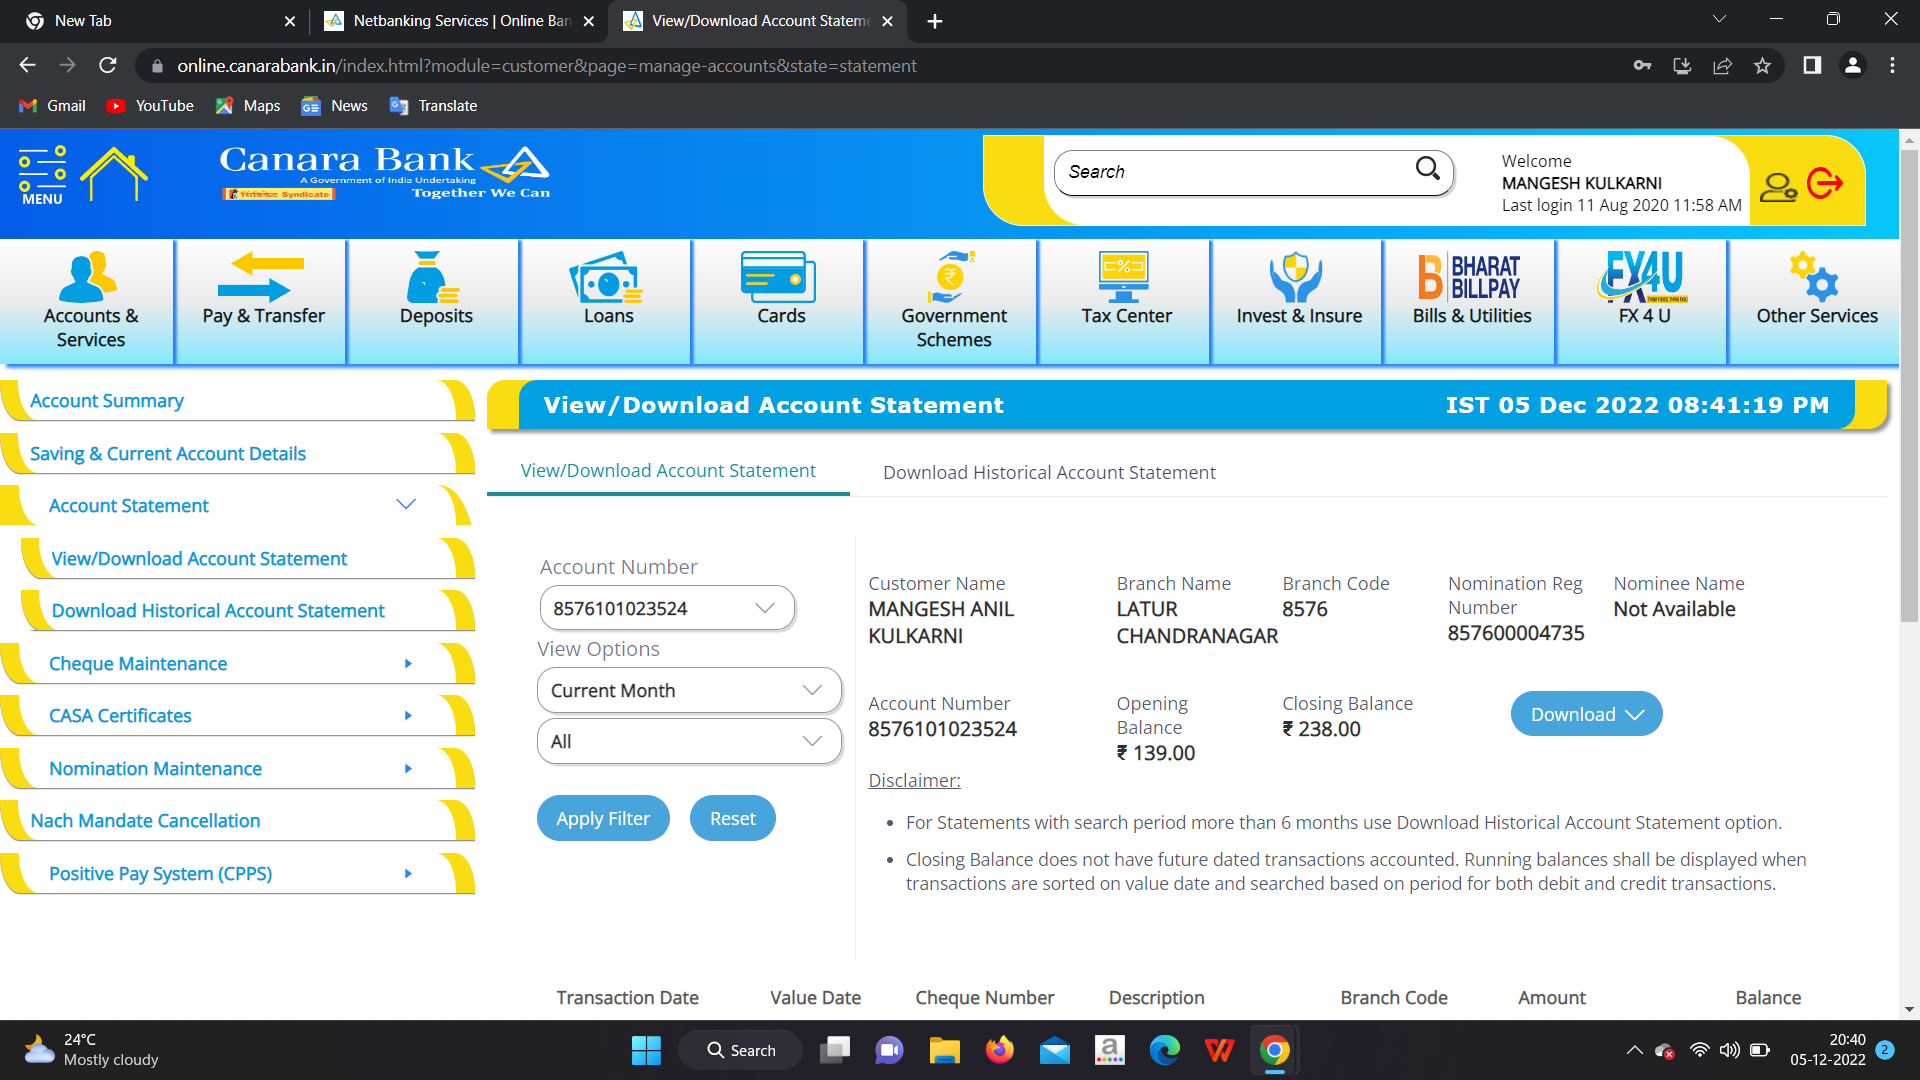 New Tab
Netbanking Services | Online Ban
View/Download Account Stateme
online.canarabank.in/index.html?module=customer&page=manage-accounts&state=statement
Gmail
YouTube
Maps
News
Translate
MENU
Canara Bank
A Government of India Undertaking
सिंडिकेट Syndicate
Together We Can
Search
Welcome
MANGESH KULKARNI
Last login 11 Aug 2020 11:58 AM
Accounts &
Services
Pay & Transfer
Deposits
Loans
Cards
Government
Schemes
Tax Center
Invest & Insure
BHARAT
BILLPAY
Bills & Utilities
FX4U
FX 4 U
Other Services
Account Summary
Saving & Current Account Details
Account Statement
View/Download Account Statement
Download Historical Account Statement
Cheque Maintenance
CASA Certificates
Nomination Maintenance
Nach Mandate Cancellation
Positive Pay System (CPPS)
View/Download Account Statement
IST 05 Dec 2022 08:41:19 PM
View/Download Account Statement
Download Historical Account Statement
Account Number
8576101023524
View Options
Current Month
All
Apply Filter
Reset
Customer Name
MANGESH ANIL
KULKARNI
Branch Name
LATUR
CHANDRANAGAR
Branch Code
8576
Nomination Reg
Number
857600004735
Nominee Name
Not Available
Account Number
8576101023524
Opening
Balance
₹ 139.00
Closing Balance
₹ 238.00
Download
Disclaimer:
• For Statements with search period more than 6 months use Download Historical Account Statement option.
• Closing Balance does not have future dated transactions accounted. Running balances shall be displayed when
transactions are sorted on value date and searched based on period for both debit and credit transactions.
Transaction Date
Value Date
Cheque Number
Description
Branch Code
Amount
Balance
24°C
Mostly cloudy
Search
20:40
05-12-2022
2